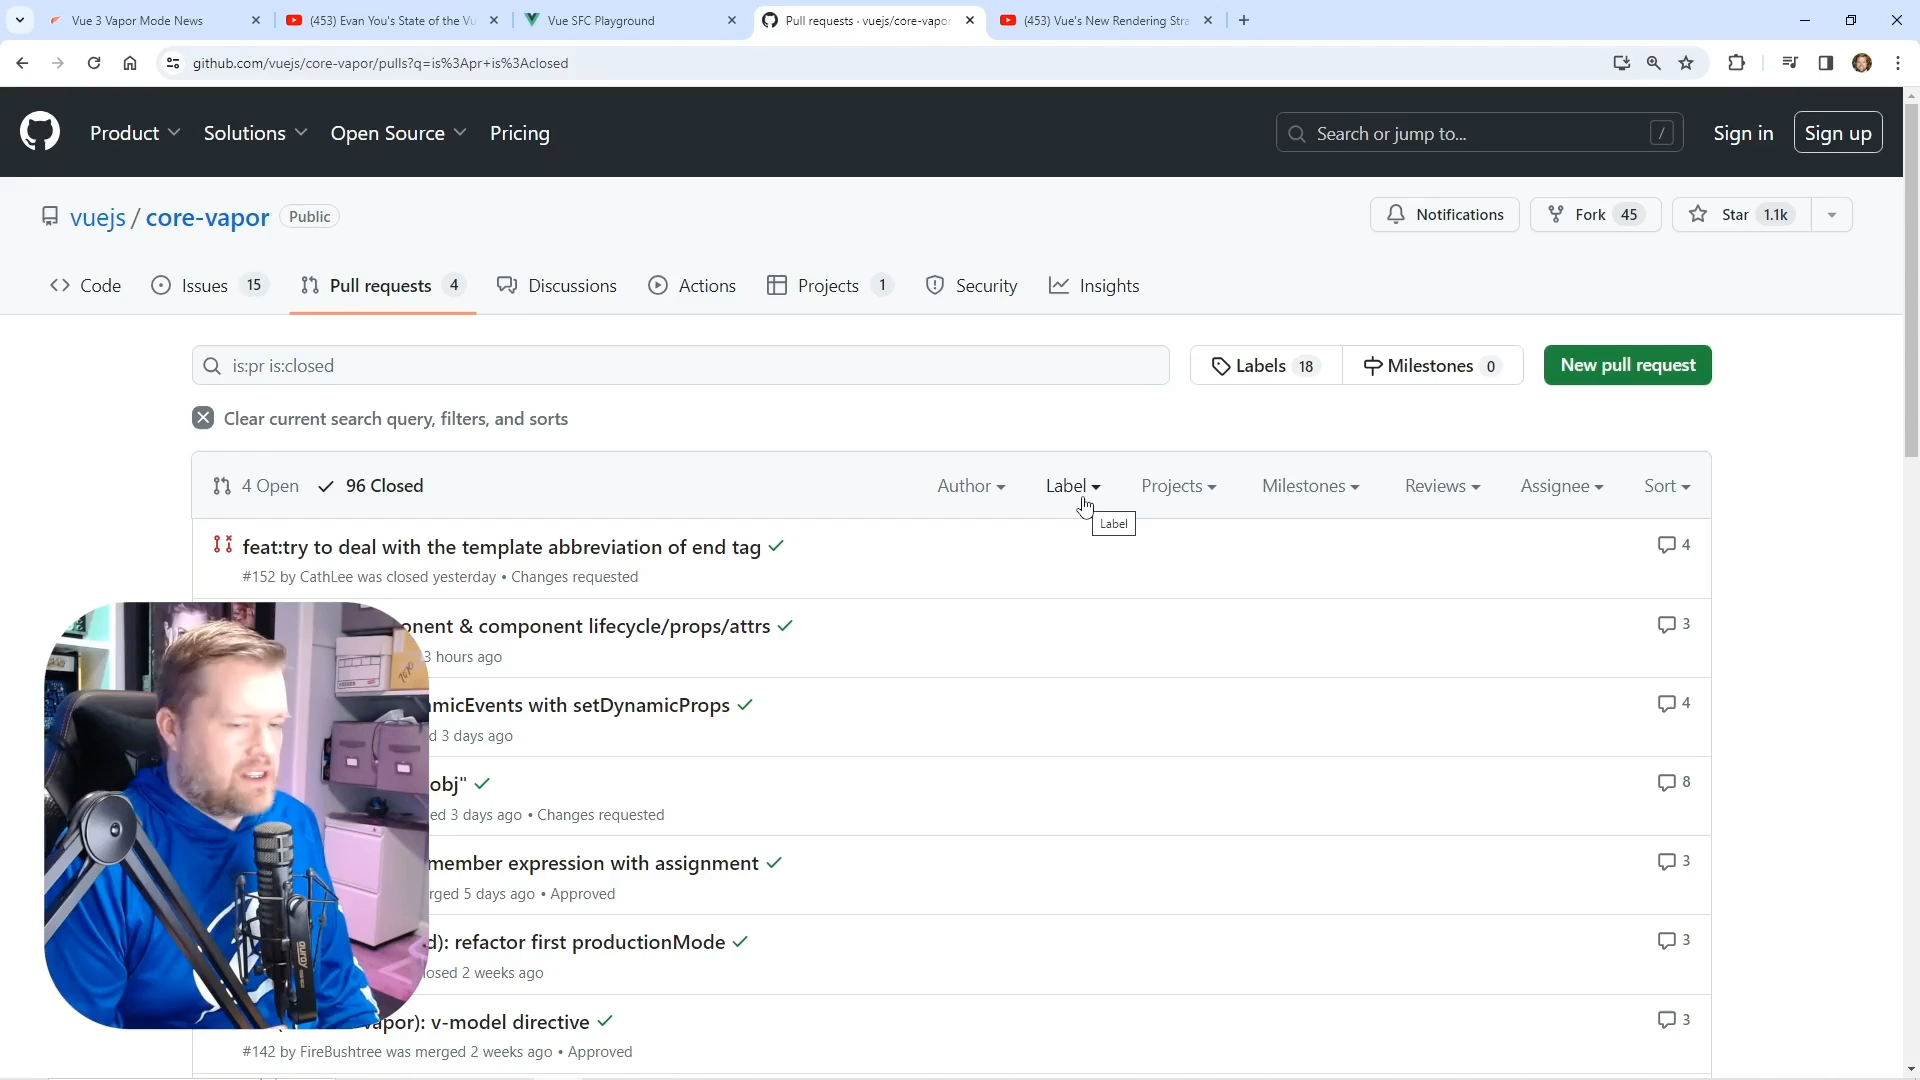 Vue 3 Vapor Mode News
(453) Evan You's State of the Vu
Vue SFC Playground
Pull requests · vuejs/core-vapor
(453) Vue's New Rendering Stra
github.com/vuejs/core-vapor/pulls?q=is%3Apr+is%3Aclosed
Product
Solutions
Open Source
Pricing
Search or jump to...
/
Sign in
Sign up
vuejs / core-vapor
Public
Notifications
Fork 45
Star 1.1k
Code
Issues 15
Pull requests 4
Discussions
Actions
Projects 1
Security
Insights
is:pr is:closed
Labels 18
Milestones 0
New pull request
Clear current search query, filters, and sorts
4 Open
96 Closed
Author
Label
Projects
Milestones
Reviews
Assignee
Sort
Label
feat:try to deal with the template abbreviation of end tag
4
#152 by CathLee was closed yesterday • Changes requested
onent & component lifecycle/props/attrs
3
3 hours ago
amicEvents with setDynamicProps
4
d 3 days ago
obj"
8
ed 3 days ago • Changes requested
member expression with assignment
3
rged 5 days ago • Approved
d): refactor first productionMode
3
losed 2 weeks ago
vapor): v-model directive
3
#142 by FireBushtree was merged 2 weeks ago • Approved